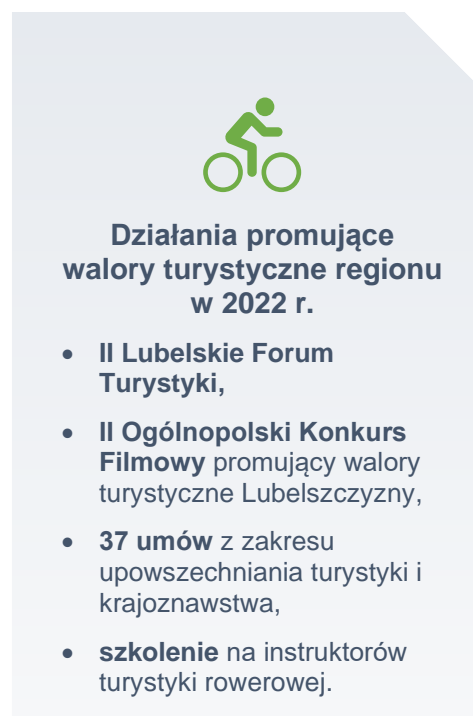 Działania promujące
walory turystyczne regionu
w 2022 r.
• II Lubelskie Forum
Turystyki,
• II Ogólnopolski Konkurs
Filmowy promujący walory
turystyczne Lubelszczyzny,
• 37 umów z zakresu
upowszechniania turystyki i
krajoznawstwa,
• szkolenie na instruktorów
turystyki rowerowej.